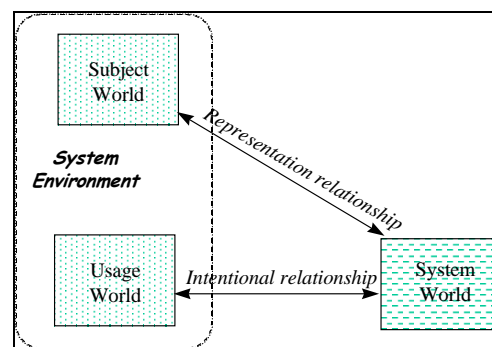 Subject
World
Representation relationship
System
Environment
Usage
World
Intentional relationship
System
World